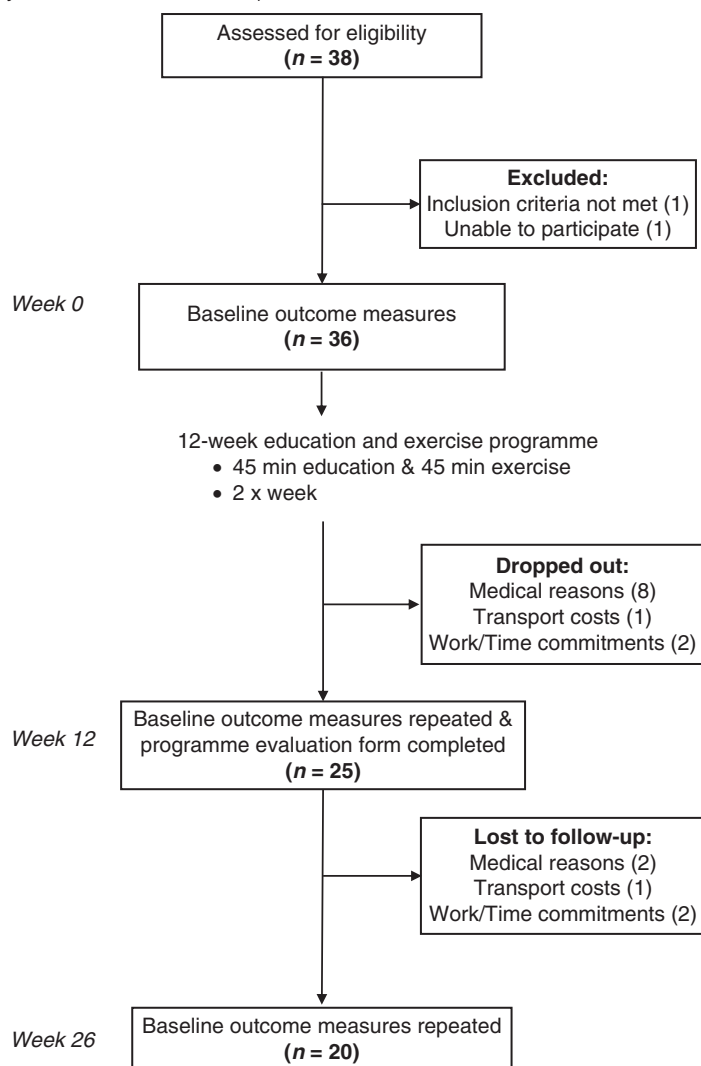 Assessed for eligibility
(n = 38)
Excluded:
Inclusion criteria not met (1)
Unable to participate (1)
Week 0
Baseline outcome measures
(n = 36)
12-week education and exercise programme
• 45 min education & 45 min exercise
• 2 x week
Dropped out:
Medical reasons (8)
Transport costs (1)
Work/Time commitments (2)
Week 12
Baseline outcome measures repeated &
programme evaluation form completed
(n = 25)
Lost to follow-up:
Medical reasons (2)
Transport costs (1)
Work/Time commitments (2)
Week 26
Baseline outcome measures repeated
(n = 20)